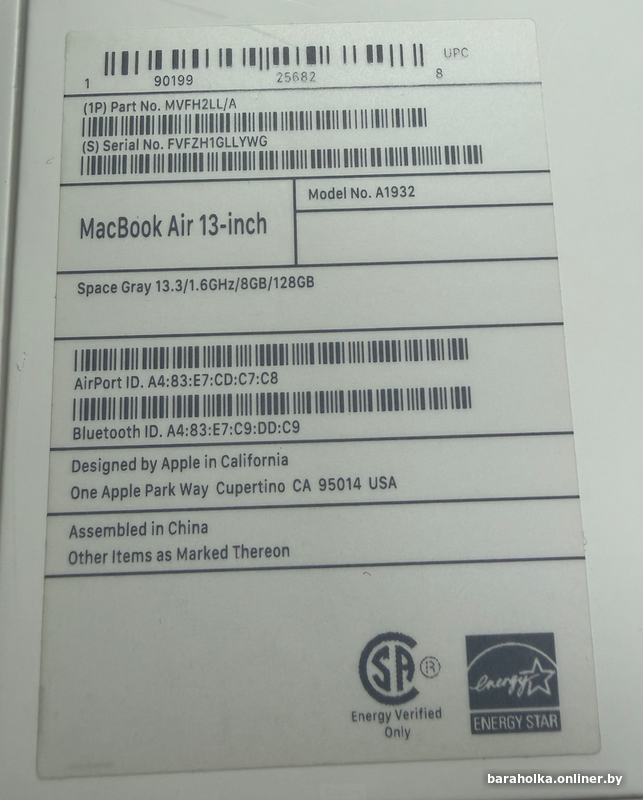 1 90199 25682 8 UPC
(1P) Part No. MVFH2LL/A
(S) Serial No. FVFZH1GLLYWG
Model No. A1932
MacBook Air 13-inch
Space Gray 13.3/1.6GHz/8GB/128GB
AirPort ID. A4:83:E7:CD:C7:C8
Bluetooth ID. A4:83:E7:C9:DD:C9
Designed by Apple in California
One Apple Park Way Cupertino CA 95014 USA
Assembled in China
Other Items as Marked Thereon
SA ®
Energy Verified
Only
energy
ENERGY STAR
baraholka.onliner.by